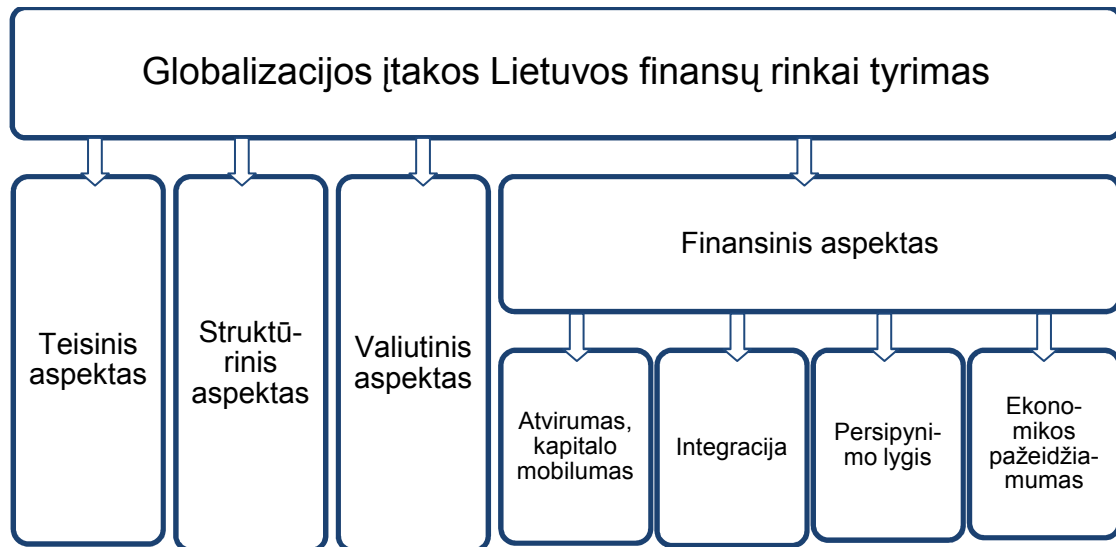 Globalizacijos įtakos Lietuvos finansų rinkai tyrimas
Teisinis
aspektas
Struktū-
rinis
aspektas
Valiutinis
aspektas
Finansinis aspektas
Atvirumas,
kapitalo
mobilumas
Integracija
Persipyni-
mo lygis
Ekono-
mikos
pažeidžia-
mumas